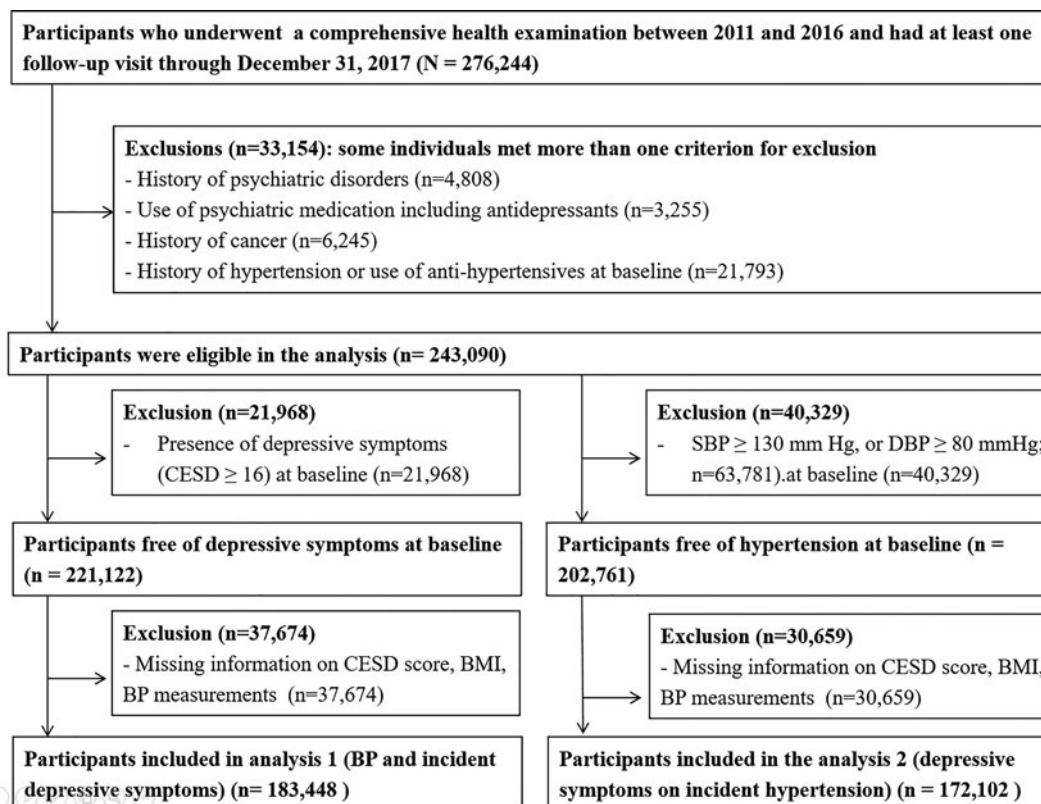 Participants who underwent a comprehensive health examination between 2011 and 2016 and had at least one
follow-up visit through December 31, 2017 (N = 276,244)
Exclusions (n=33,154): some individuals met more than one criterion for exclusion
- History of psychiatric disorders (n=4,808)
- Use of psychiatric medication including antidepressants (n=3,255)
- History of cancer (n=6,245)
- History of hypertension or use of anti-hypertensives at baseline (n=21,793)
Participants were eligible in the analysis (n= 243,090)
Exclusion (n=21,968)
- Presence of depressive symptoms
(CESD ≥ 16) at baseline (n=21,968)
Exclusion (n=40,329)
- SBP ≥ 130 mm Hg, or DBP ≥ 80 mmHg;
n=63,781).at baseline (n=40,329)
Participants free of depressive symptoms at baseline
(n = 221,122)
Participants free of hypertension at baseline (n =
202,761)
Exclusion (n=37,674)
- Missing information on CESD score, BMI,
BP measurements (n=37,674)
Exclusion (n=30,659)
- Missing information on CESD score, BMI,
BP measurements (n=30,659)
Participants included in analysis 1 (BP and incident
depressive symptoms) (n= 183,448 )
Participants included in the analysis 2 (depressive
symptoms on incident hypertension) (n = 172,102 )